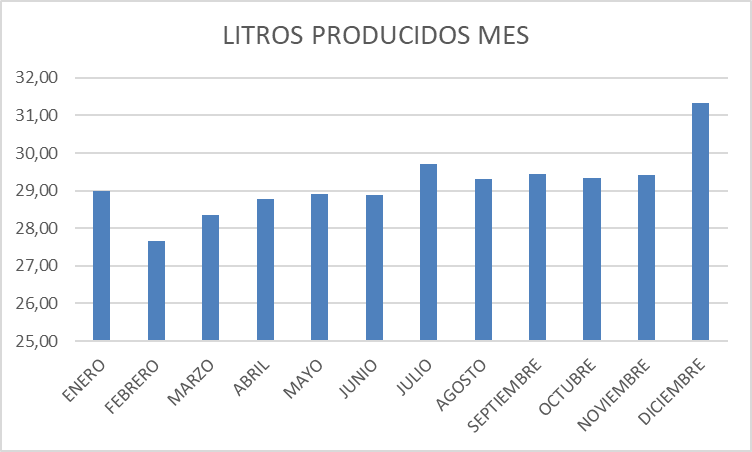 LITROS PRODUCIDOS MES
32,00
31,00
30,00
29,00
28,00
27,00
26,00
25,00
ENERO
FEBRERO
MARZO
ABRIL
MAYO
JUNIO
JULIO
AGOSTO
SEPTIEMBRE
OCTUBRE
NOVIEMBRE
DICIEMBRE